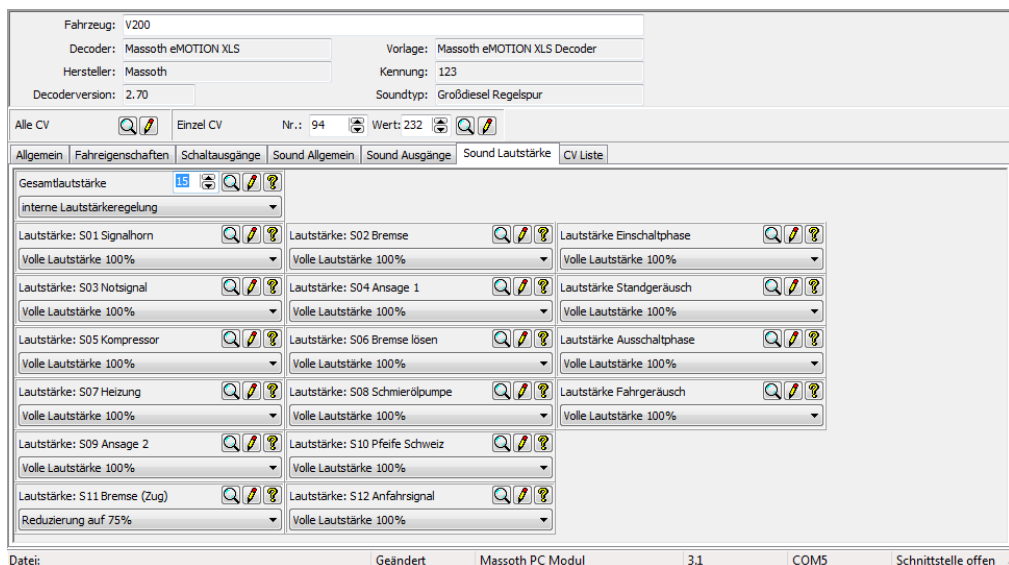 Fahrzeug: V200
Decoder: Massoth eMOTION XLS Vorlage: Massoth eMOTION XLS Decoder
Hersteller: Massoth Kennung: 123
Decoderversion: 2.70 Soundtyp: Großdiesel Regelspur
Alle CV Einzel CV Nr.: 94 Wert: 232
Allgemein Fahreigenschaften Schaltausgänge Sound Allgemein Sound Ausgänge Sound Lautstärke CV Liste
Gesamtlautstärke 15
interne Lautstärkeregelung
Lautstärke: S01 Signalhorn Lautstärke: S02 Bremse Lautstärke Einschaltphase
Volle Lautstärke 100% Volle Lautstärke 100% Volle Lautstärke 100%
Lautstärke: S03 Notsignal Lautstärke: S04 Ansage 1 Lautstärke Standgeräusch
Volle Lautstärke 100% Volle Lautstärke 100% Volle Lautstärke 100%
Lautstärke: S05 Kompressor Lautstärke: S06 Bremse lösen Lautstärke Ausschaltphase
Volle Lautstärke 100% Volle Lautstärke 100% Volle Lautstärke 100%
Lautstärke: S07 Heizung Lautstärke: S08 Schmierölpumpe Lautstärke Fahrgeräusch
Volle Lautstärke 100% Volle Lautstärke 100% Volle Lautstärke 100%
Lautstärke: S09 Ansage 2 Lautstärke: S10 Pfeife Schweiz
Volle Lautstärke 100% Volle Lautstärke 100%
Lautstärke: S11 Bremse (Zug) Lautstärke: S12 Anfahrsignal
Reduzierung auf 75% Volle Lautstärke 100%
Datei: Geändert Massoth PC Modul 3.1 COM5 Schnittstelle offen